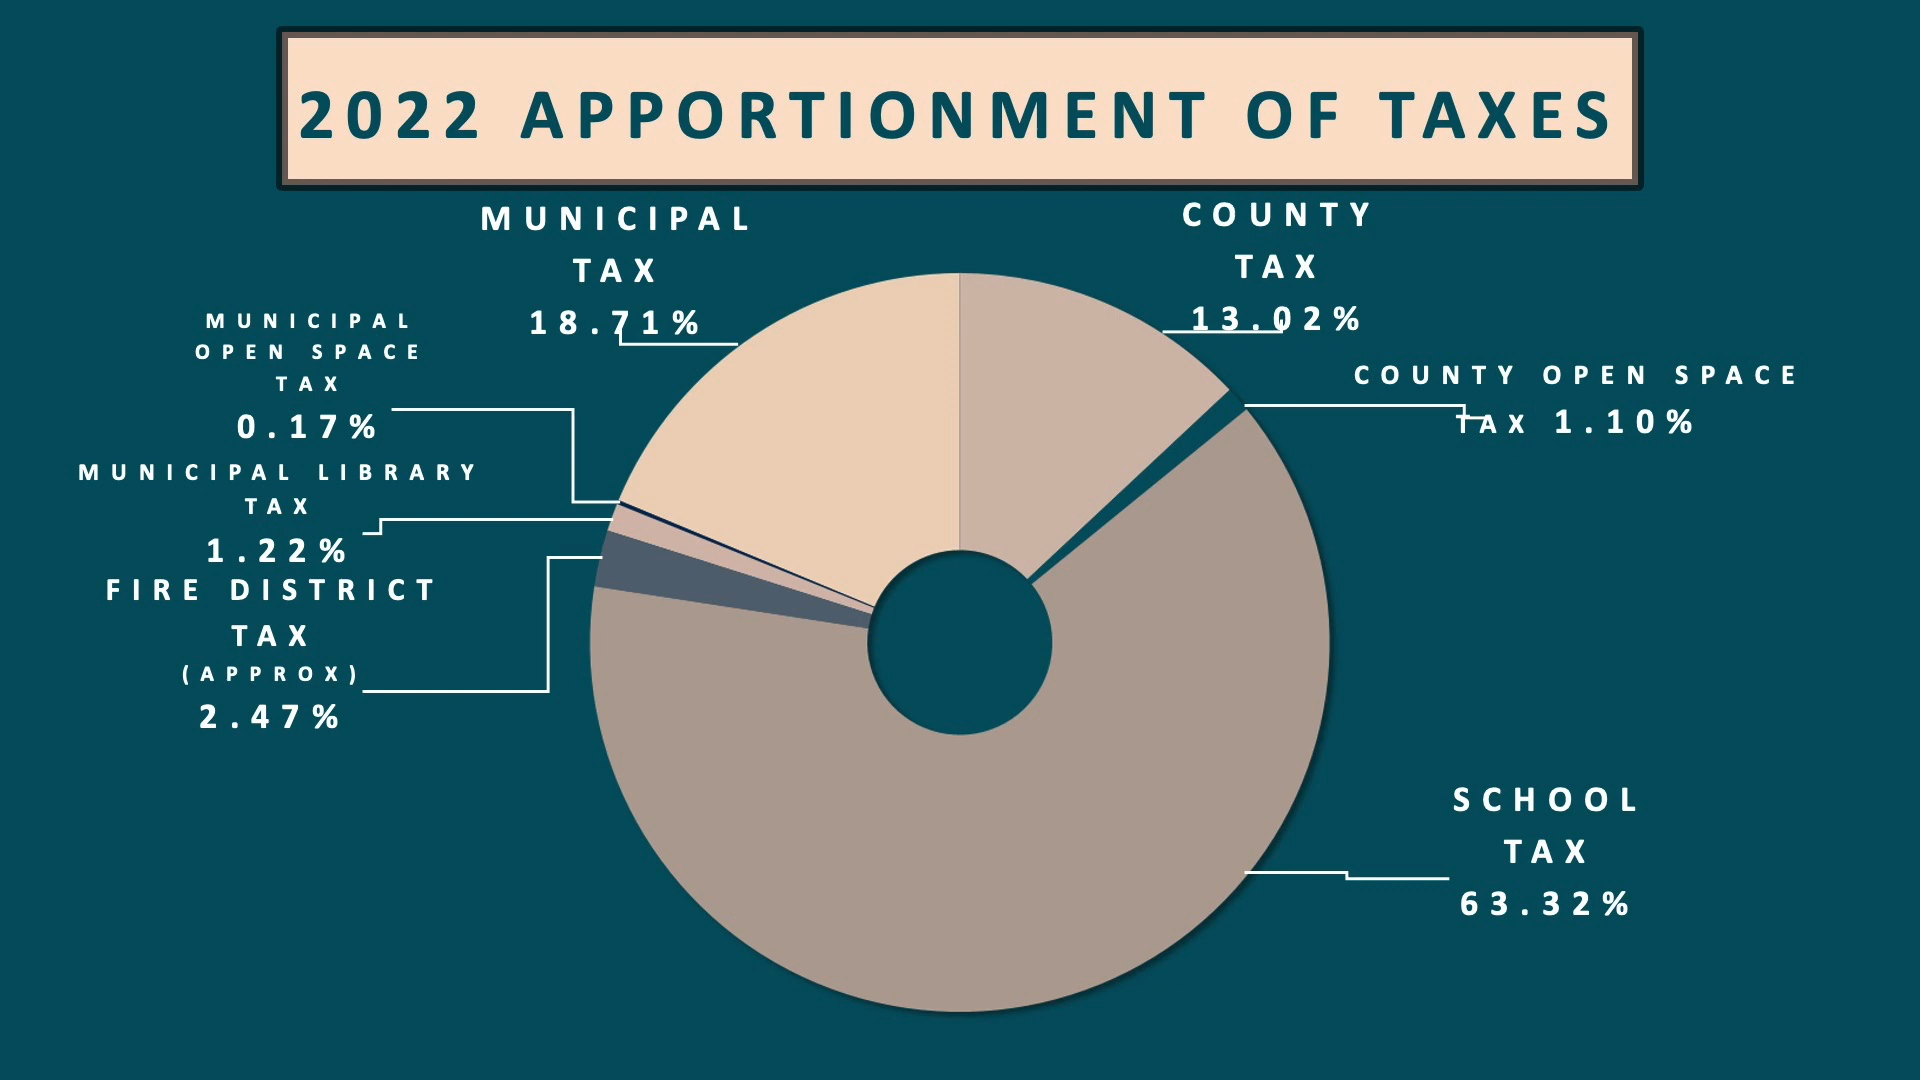 2022 APPORTIONMENT OF TAXES
MUNICIPAL
TAX
18.71%
COUNTY
TAX
13.02%
MUNICIPAL
OPEN SPACE
TAX
0.17%
COUNTY OPEN SPACE
TAX 1.10%
MUNICIPAL LIBRARY
TAX
1.22%
FIRE DISTRICT
TAX
(APPROX)
2.47%
SCHOOL
TAX
63.32%